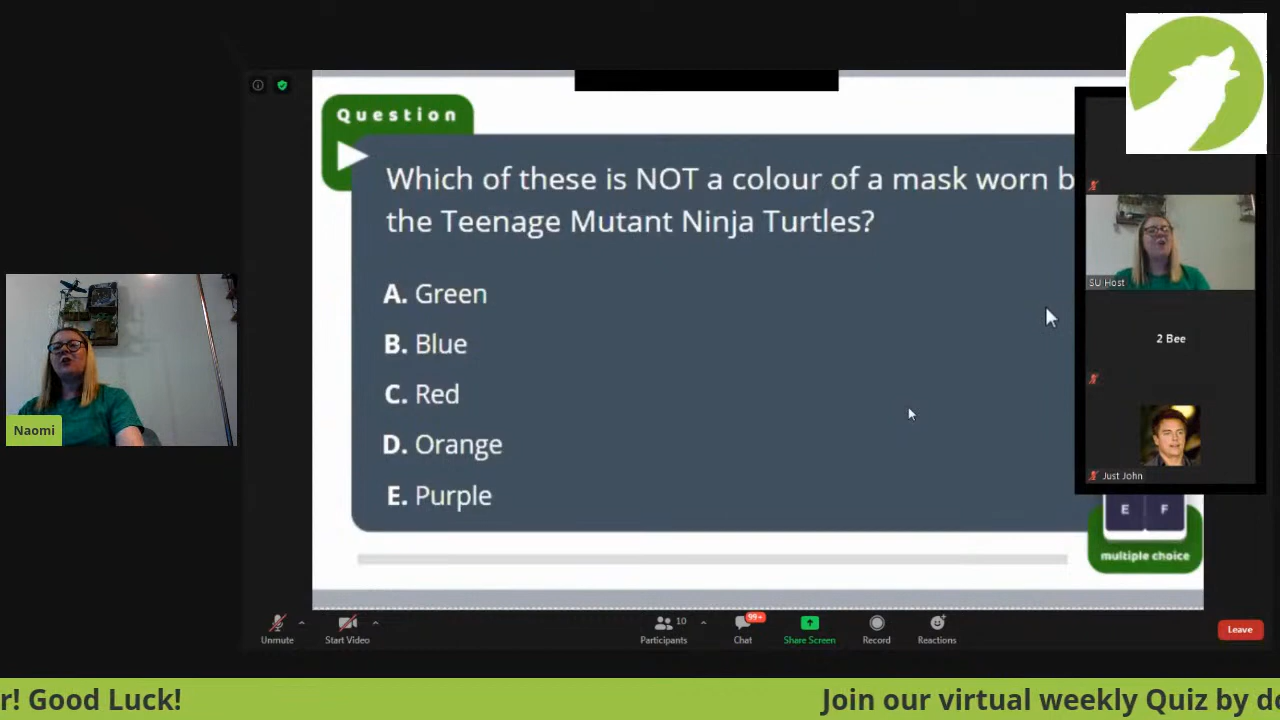 Question
Which of these is NOT a colour of a mask worn b
the Teenage Mutant Ninja Turtles?
A. Green
B. Blue
C. Red
D. Orange
E. Purple
SU Host
2 Bee
Just John
E F
multiple choice
Naomi
Unmute
Start Video
10
Participants
99+
Chat
Share Screen
Record
Reactions
Leave
r! Good Luck!
Join our virtual weekly Quiz by do